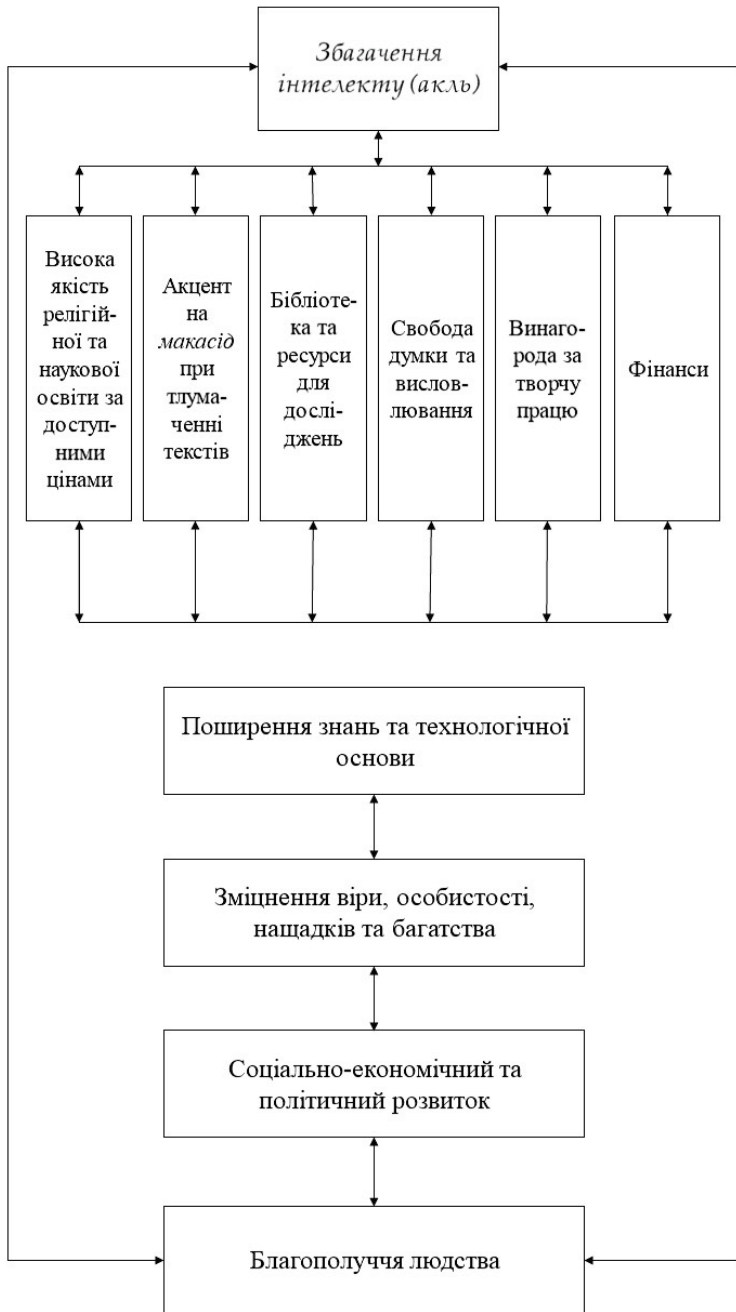 Збагачення
інтелекту (акль)
Висока
якість
релігій-
ної та
наукової
освіти за
доступ-
ними
цінами
Акцент
на
макасід
при
тлума-
ченні
текстів
Бібліоте-
ка та
ресурси
для
дослі-
джень
Свобода
думки та
вислов-
лювання
Винаго-
рода за
творчу
працю
Фінанси
Поширення знань та технологічної
основи
Зміцнення віри, особистості,
нащадків та багатства
Соціально-економічний та
політичний розвиток
Благополуччя людства